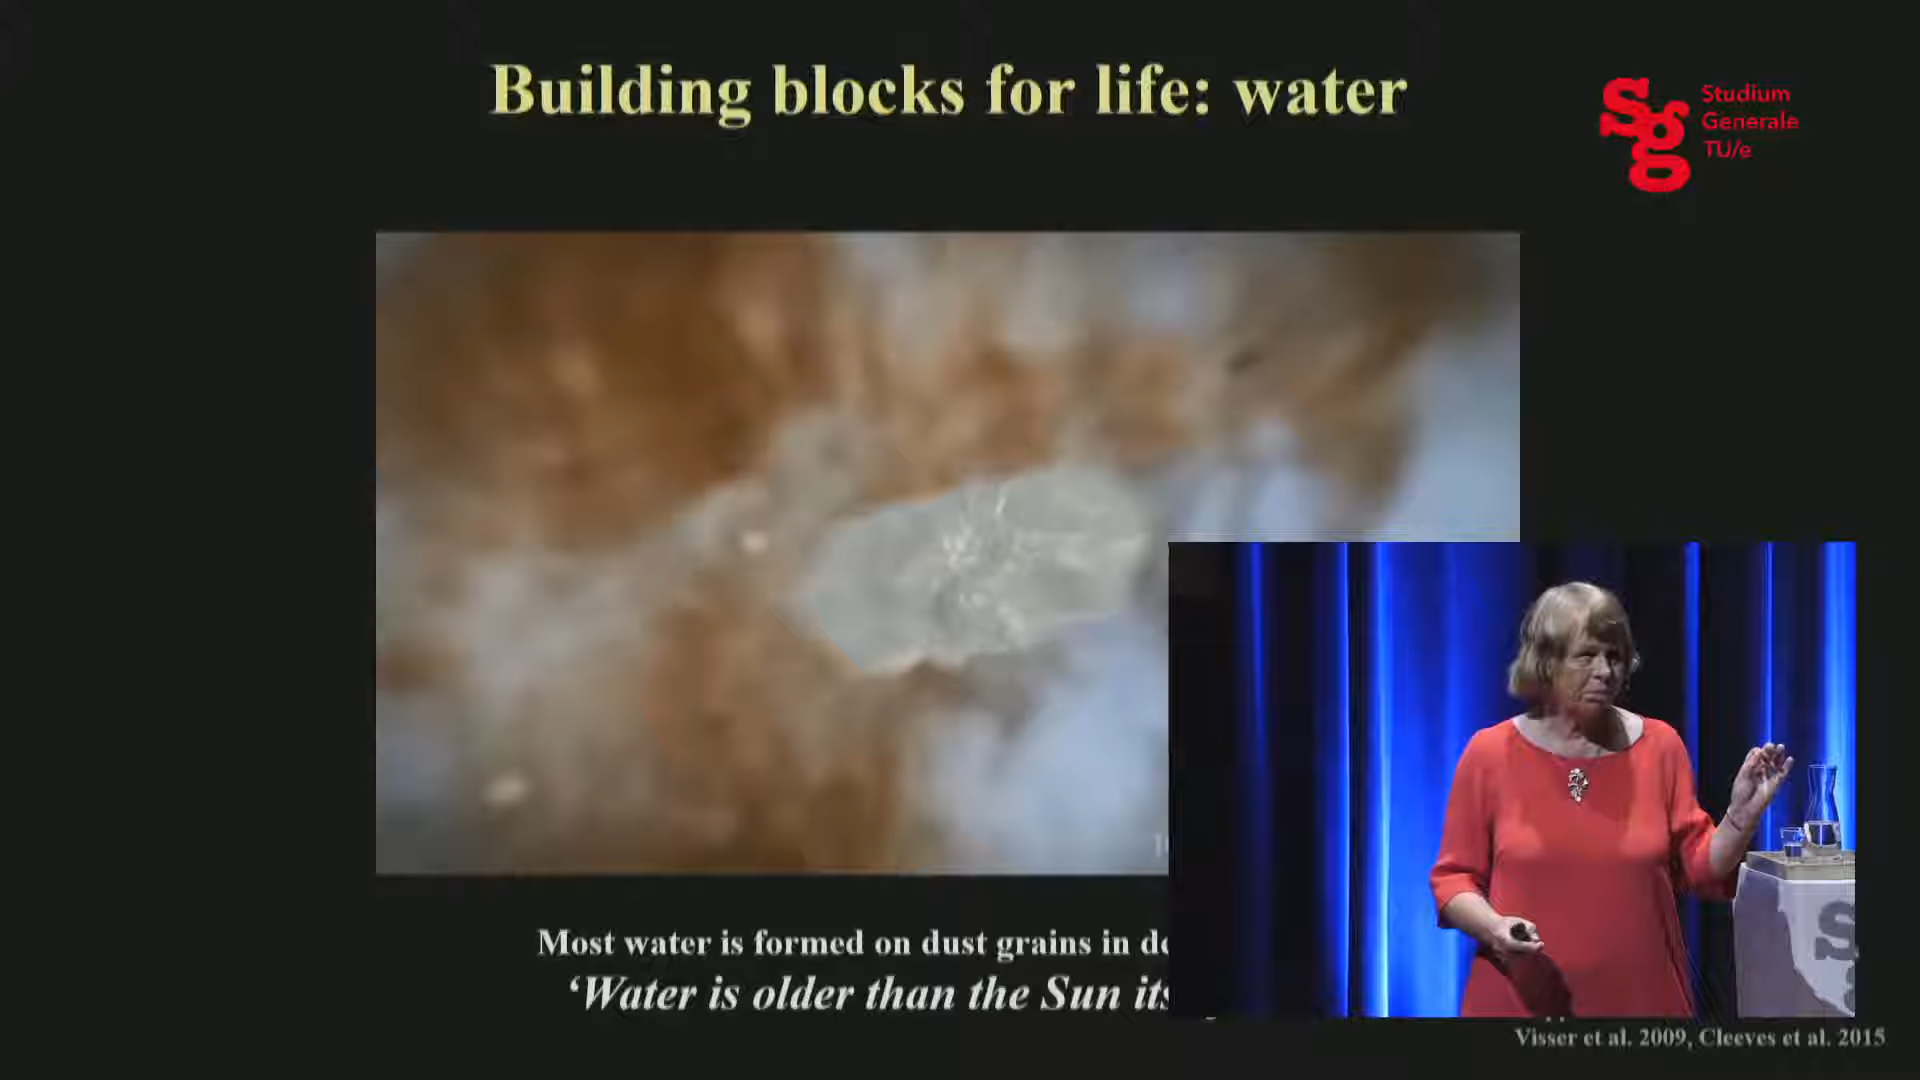 Building blocks for life: water
Sg
g
Studium
Generale
TU/e
Most water is formed on dust grains in
'Water is older than the Sun
Visser et al. 2009, Cleeves et al. 2015
S